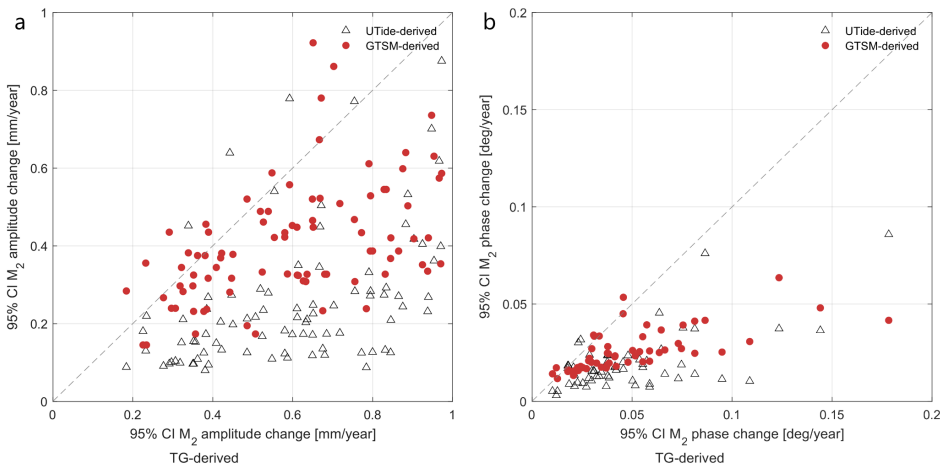 a
95% CI M2 amplitude change [mm/year]
1
0.8
0.6
0.4
0.2
0
0
0.2
0.4
0.6
0.8
1
UTide-derived
GTSM-derived
95% CI M2 amplitude change [mm/year]
TG-derived
b
95% CI M2 phase change [deg/year]
0.2
0.15
0.1
0.05
0
0
0.05
0.1
0.15
0.2
UTide-derived
GTSM-derived
95% CI M2 phase change [deg/year]
TG-derived